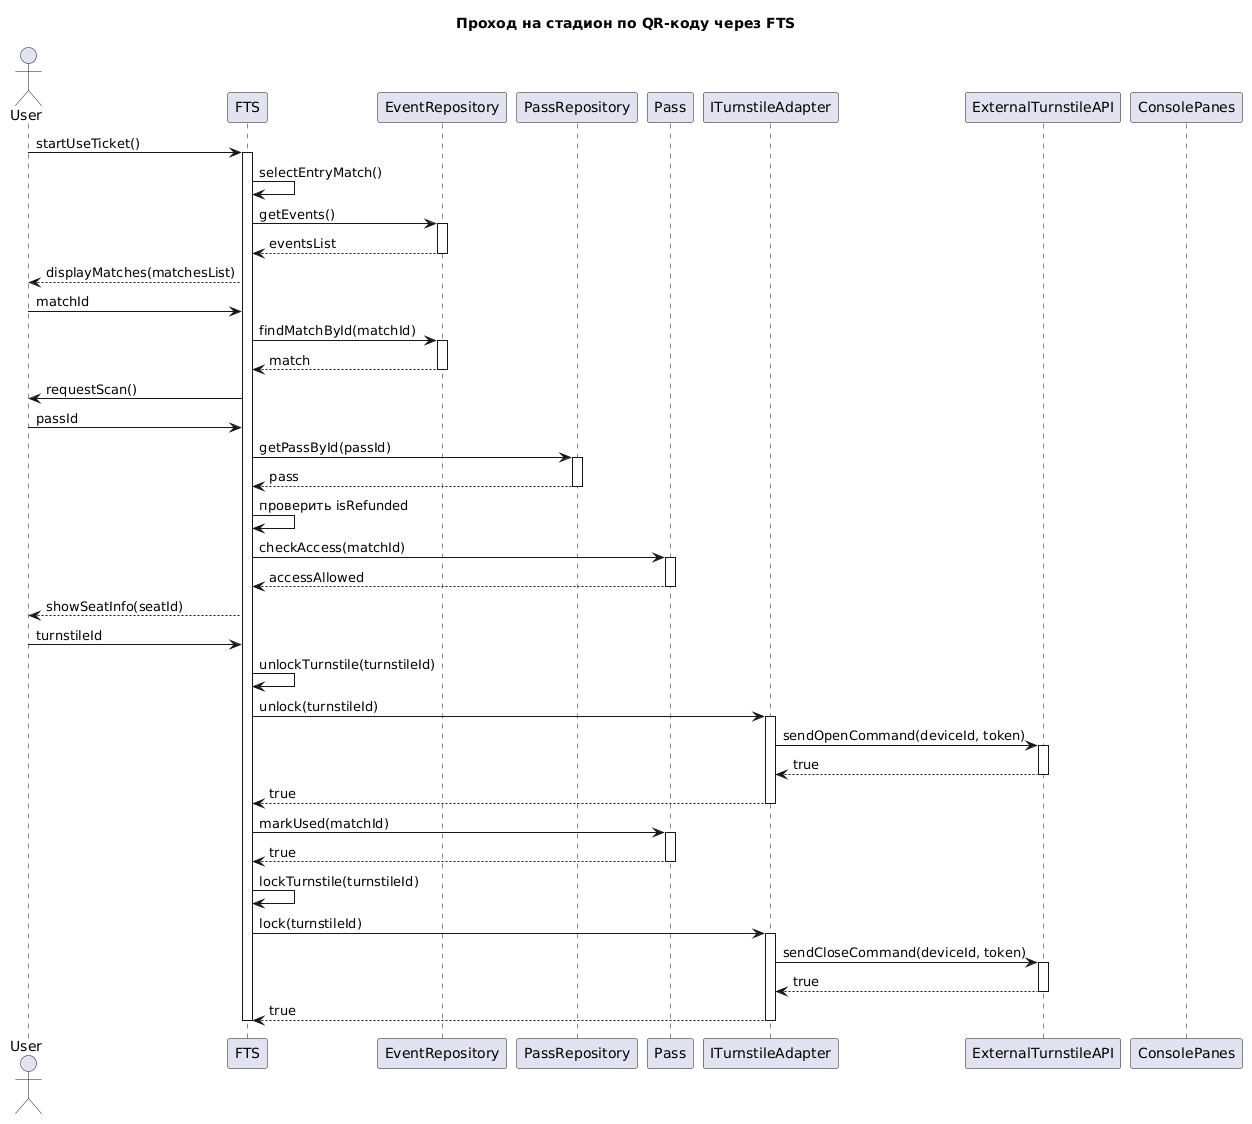 Проход на стадион по QR-коду через FTS
User
FTS
EventRepository
PassRepository
Pass
ITurnstileAdapter
ExternalTurnstileAPI
ConsolePanes
startUseTicket()
selectEntryMatch()
getEvents()
eventsList
displayMatches(matchesList)
matchId
findMatchById(matchId)
match
requestScan()
passId
getPassById(passId)
pass
проверить isRefunded
checkAccess(matchId)
accessAllowed
showSeatInfo(seatId)
turnstileId
unlockTurnstile(turnstileId)
unlock(turnstileId)
sendOpenCommand(deviceId, token)
true
true
markUsed(matchId)
true
lockTurnstile(turnstileId)
lock(turnstileId)
sendCloseCommand(deviceId, token)
true
true
User
FTS
EventRepository
PassRepository
Pass
ITurnstileAdapter
ExternalTurnstileAPI
ConsolePanes